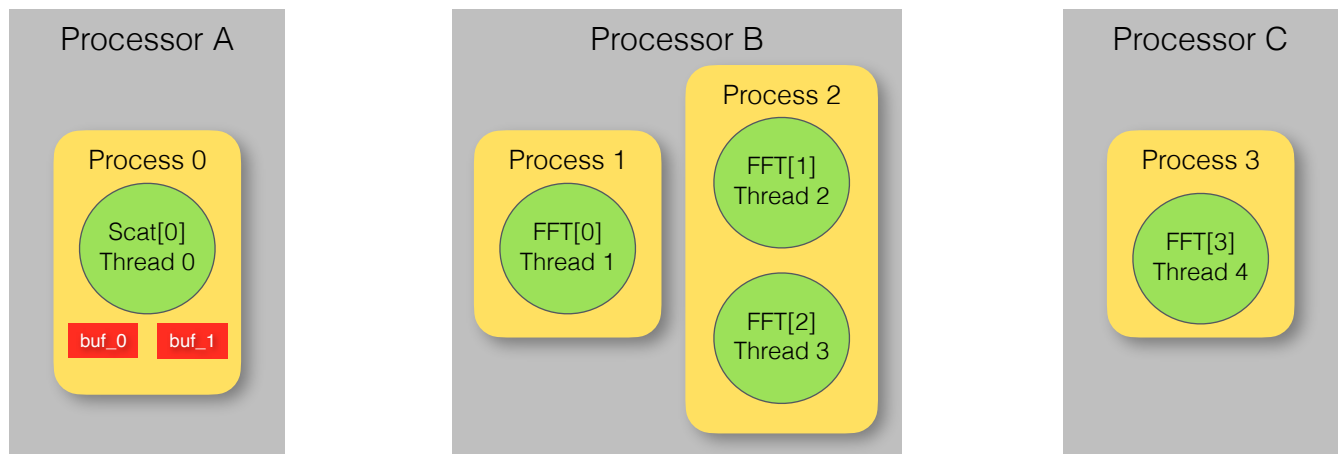 Processor A
Process 0
Scat[0]
Thread 0
buf_0
buf_1
Processor B
Process 1
FFT[0]
Thread 1
Process 2
FFT[1]
Thread 2
FFT[2]
Thread 3
Processor C
Process 3
FFT[3]
Thread 4